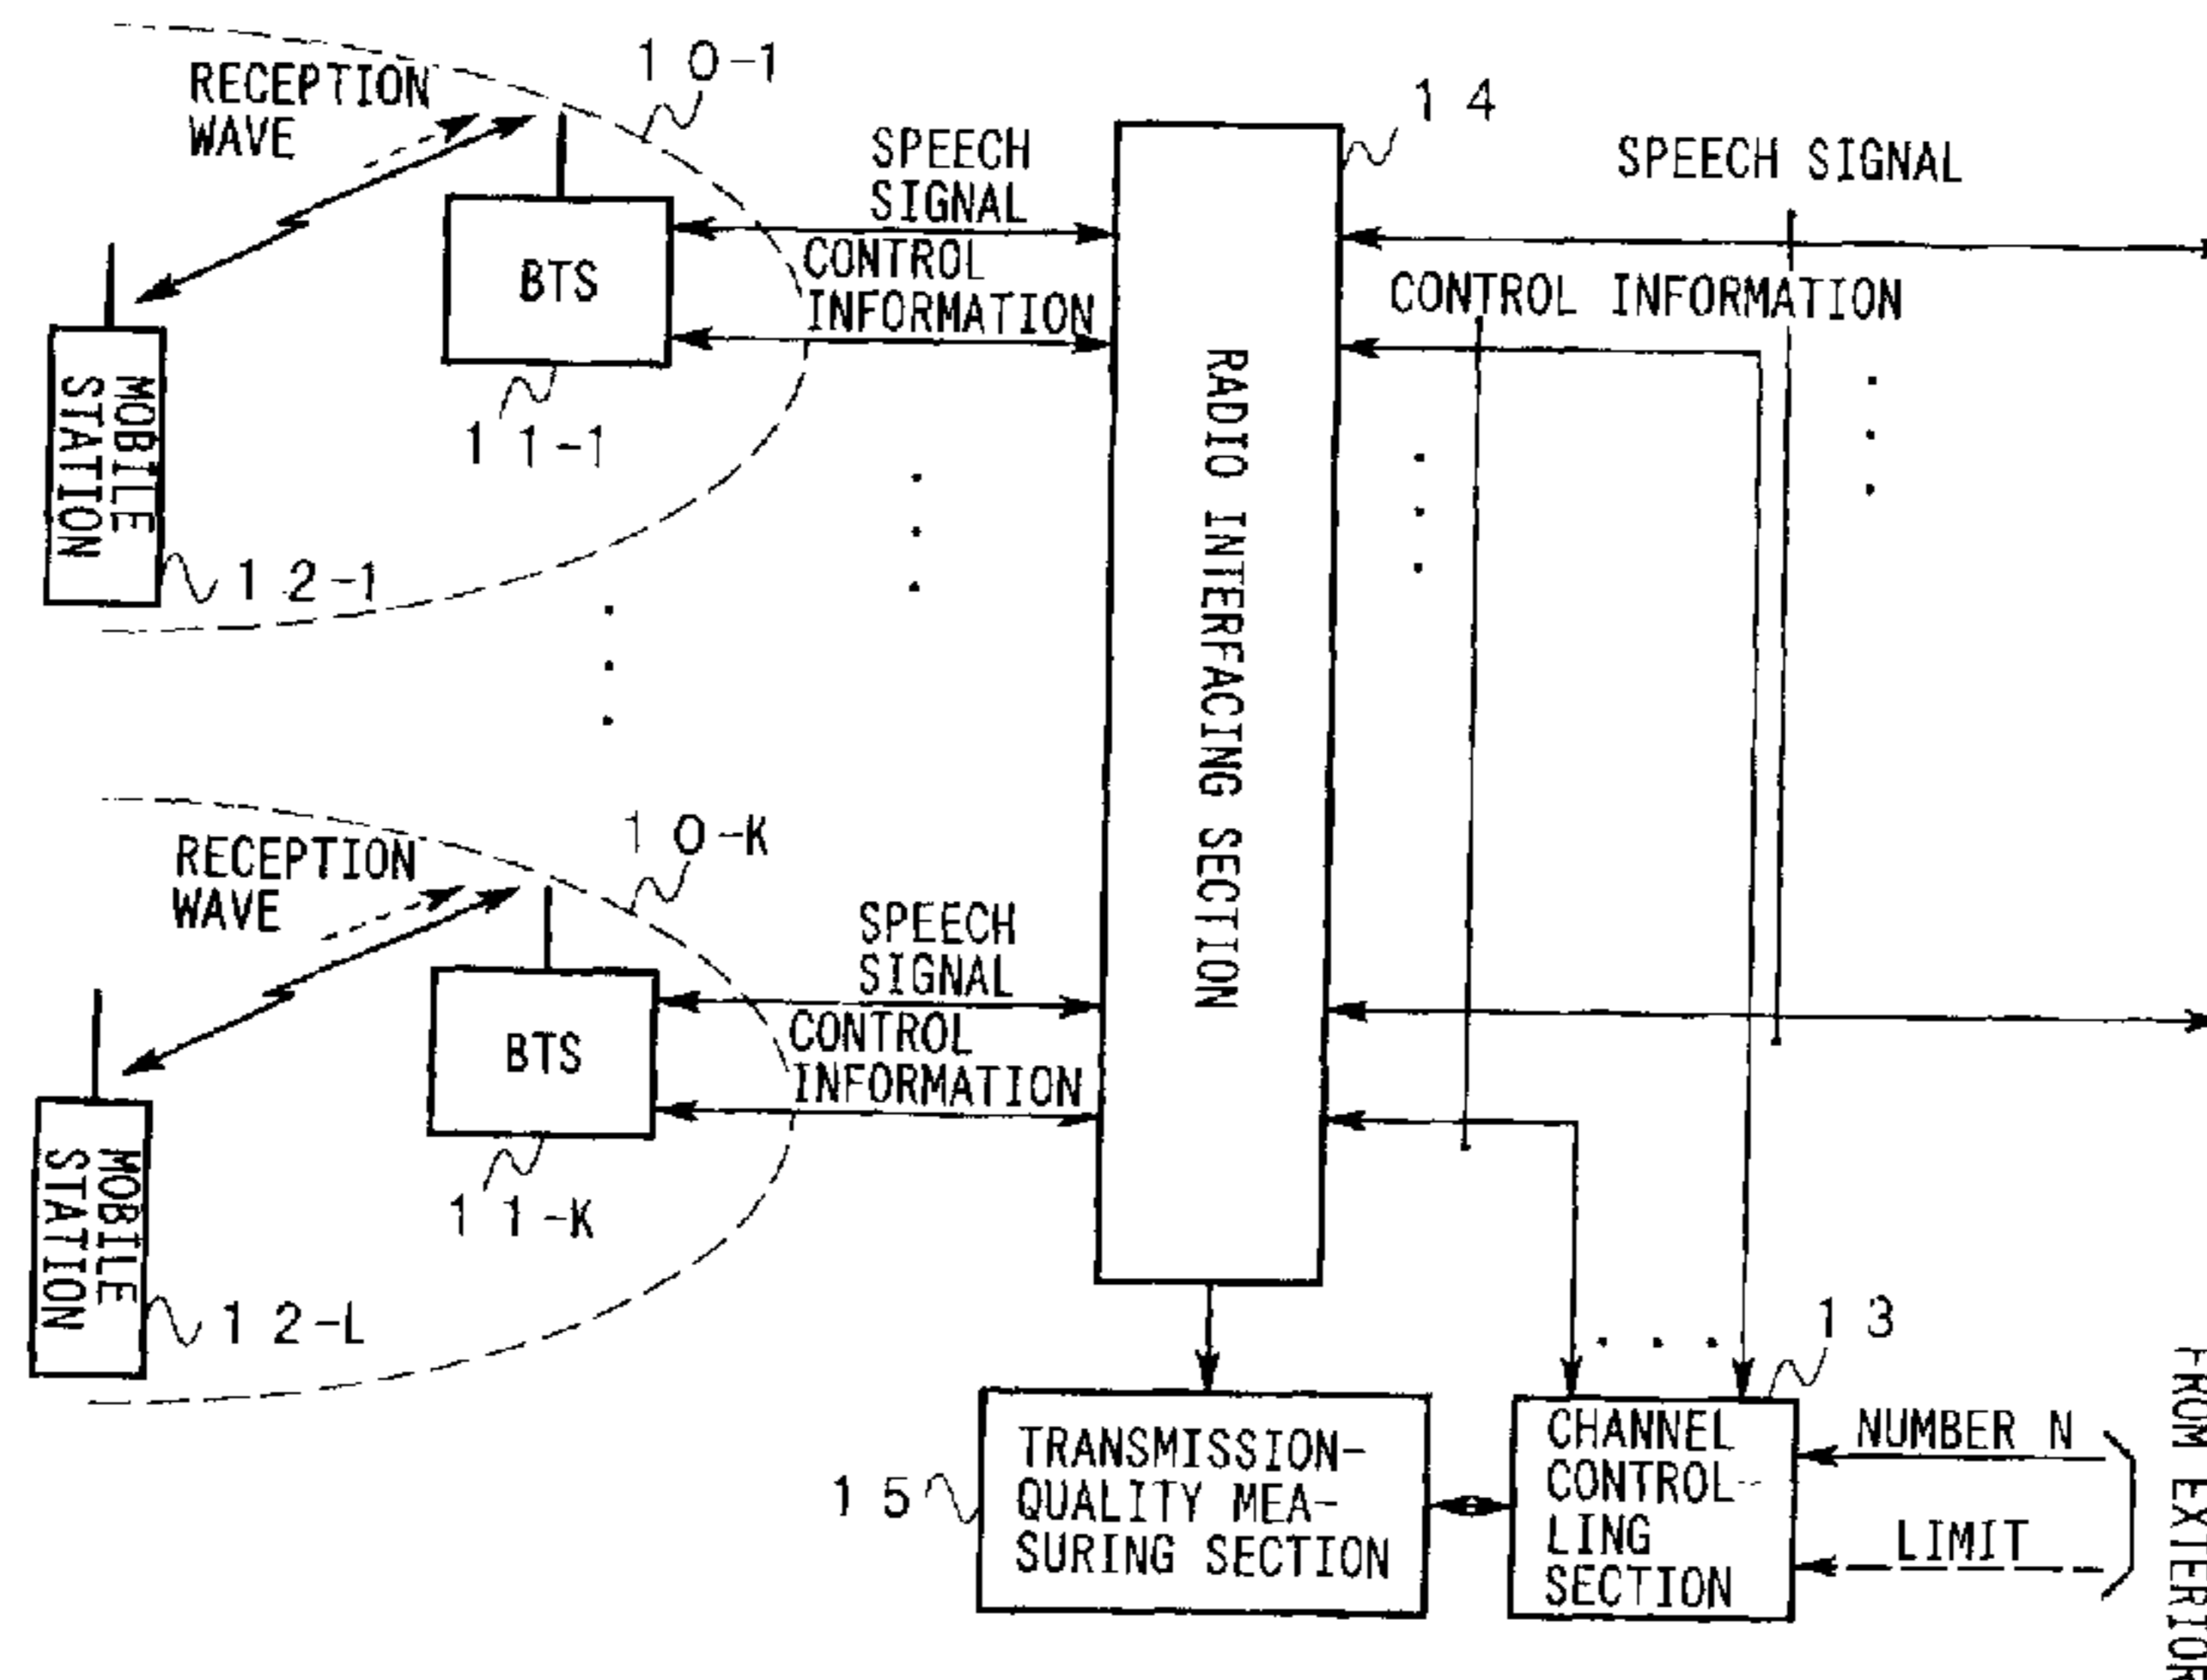 RECEPTION
WAVE
10-1
14
SPEECH
SIGNAL
SPEECH SIGNAL
BTS
CONTROL
INFORMATION
CONTROL INFORMATION
MOBILE
STATION
11-1
12-1
RADIO INTERFACING SECTION
RECEPTION
WAVE
10-K
SPEECH
SIGNAL
BTS
CONTROL
INFORMATION
MOBILE
STATION
11-K
12-L
13
TRANSMISSION-
QUALITY MEA-
SURING SECTION
15
CHANNEL
CONTROL-
LING
SECTION
NUMBER N
LIMIT
FROM EXTERIOR